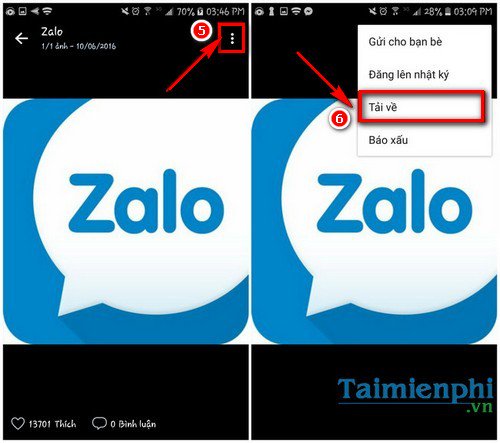 70% 03:46 PM
Zalo
1/1 ảnh - 10/06/2016
5
Zalo
13701 Thích
0 Bình luận
28% 03:04 PM
Gửi cho bạn bè
Đăng lên nhật ký
Tải về
Báo xấu
6
Zalo
Taimienphi
.vn